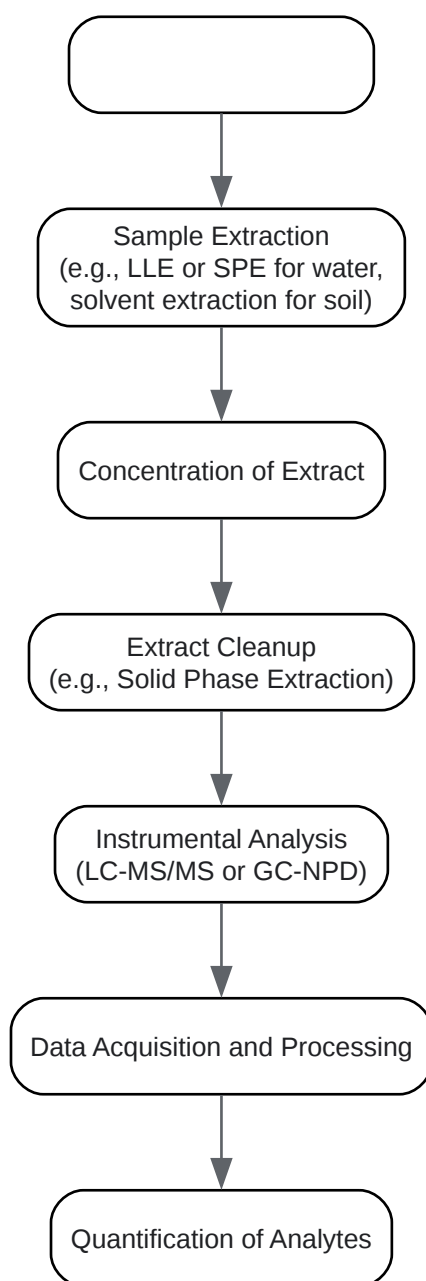 Sample Extraction
(e.g., LLE or SPE for water,
solvent extraction for soil)
Concentration of Extract
Extract Cleanup
(e.g., Solid Phase Extraction)
Instrumental Analysis
(LC-MS/MS or GC-NPD)
Data Acquisition and Processing
Quantification of Analytes